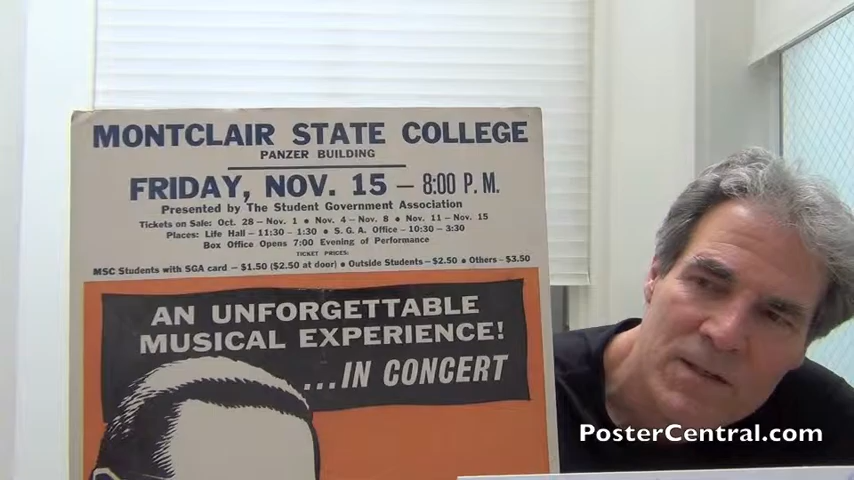 MONTCLAIR STATE COLLEGE
PANZER BUILDING
FRIDAY, NOV. 15 — 8:00 P. M.
Presented by The Student Government Association
Tickets on Sale: Oct. 28 — Nov. 1 • Nov. 4 — Nov. 8 • Nov. 11 — Nov. 15
Places: Life Hall — 11:30 - 1:30 • S. G. A. Office — 10:30 - 3:30
Box Office Opens 7:00 Evening of Performance
TICKET PRICES:
MSC Students with SGA card — $1.50 ($2.50 at door) • Outside Students — $2.50 • Others — $3.50
AN UNFORGETTABLE
MUSICAL EXPERIENCE!
...IN CONCERT
PosterCentral.com